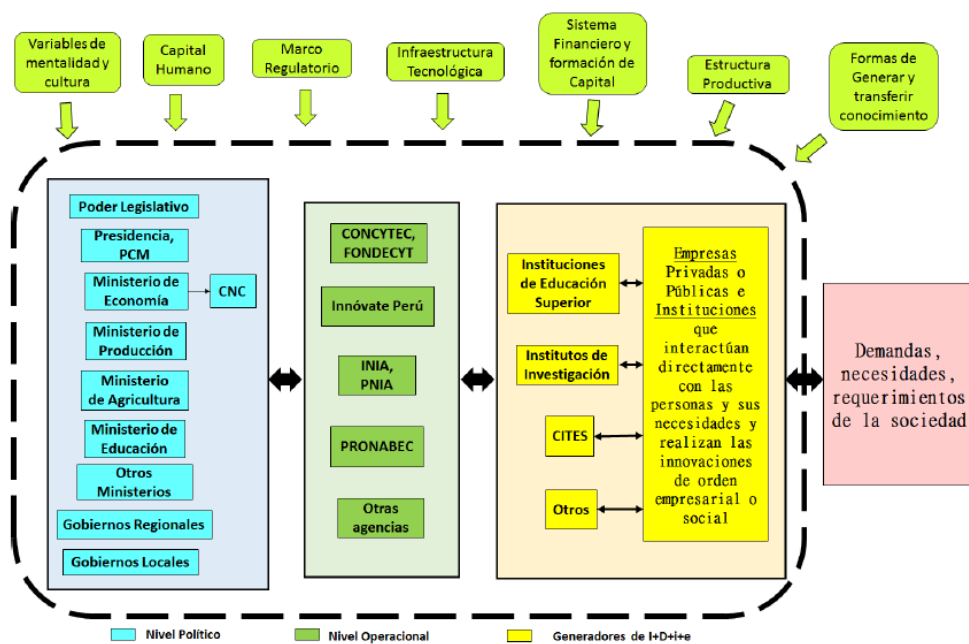 Variables de
mentalidad y
cultura
Capital
Humano
Marco
Regulatorio
Infraestructura
Tecnológica
Sistema
Financiero y
formación de
Capital
Estructura
Productiva
Formas de
Generar y
transferir
conocimiento
Poder Legislativo
Presidencia,
PCM
Ministerio de
Economía
CNC
Ministerio de
Producción
Ministerio
de Agricultura
Ministerio de
Educación
Otros
Ministerios
Gobiernos Regionales
Gobiernos Locales
CONCYTEC,
FONDECYT
Innóvate Perú
INIA,
PNIA
PRONABEC
Otras
agencias
Instituciones
de Educación
Superior
Institutos de
Investigación
CITES
Otros
Empresas
Privadas o
Públicas e
Instituciones
que
interactúan
directamente
con las
personas y sus
necesidades y
realizan las
innovaciones
de orden
empresarial o
social
Demandas,
necesidades,
requerimientos
de la sociedad
Nivel Político
Nivel Operacional
Generadores de I+D+i+e